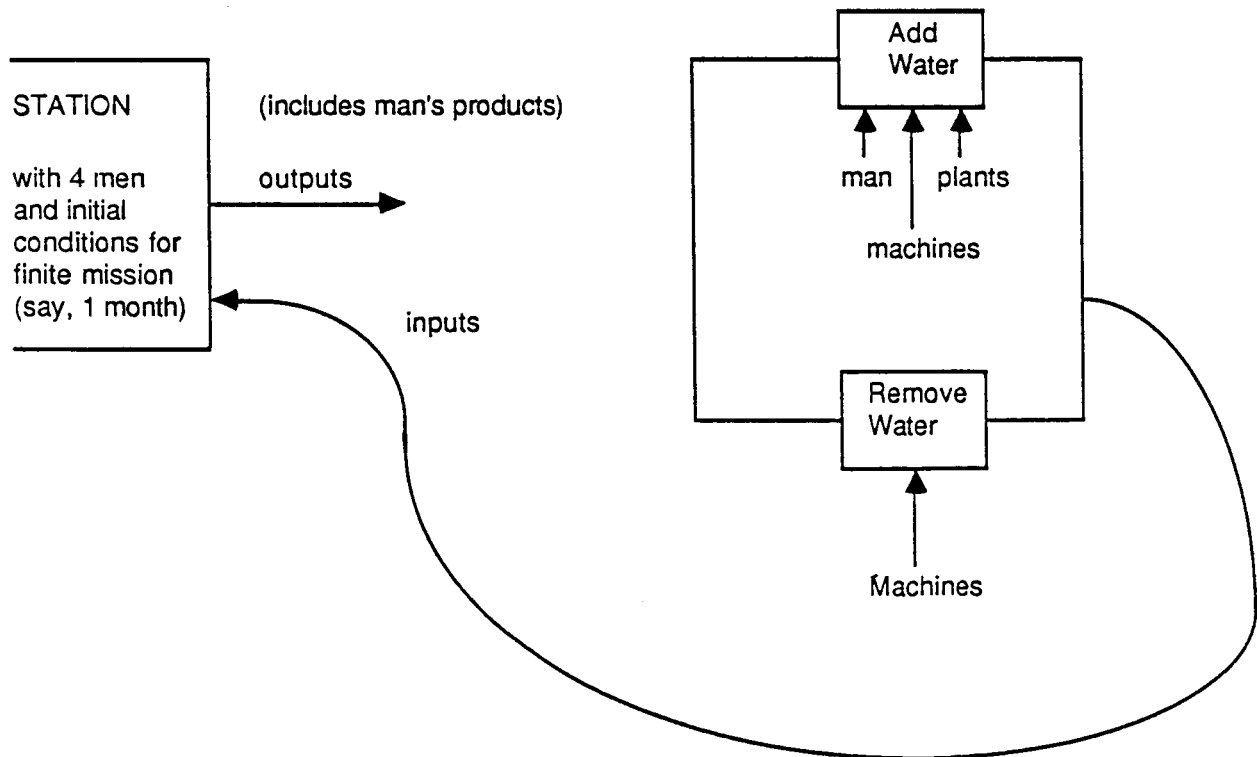 STATION
with 4 men
and initial
conditions for
finite mission
(say, 1 month)
(includes man's products)
outputs
inputs
Add
Water
man
plants
machines
Remove
Water
Machines